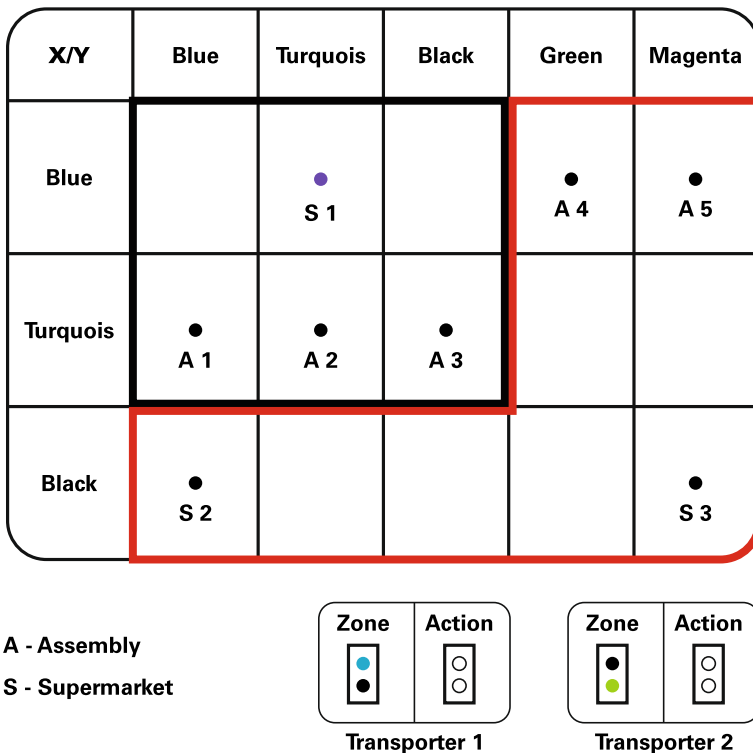 X/Y Blue Turquois Black Green Magenta
Blue S 1 A 4 A 5
Turquois A 1 A 2 A 3
Black S 2 S 3
A - Assembly
S - Supermarket
Zone Action Zone Action
Transporter 1 Transporter 2